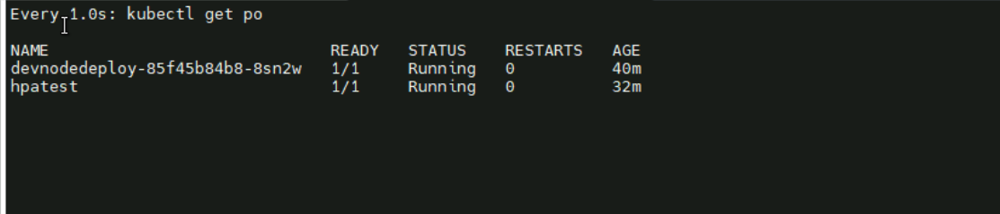 Every 1.0s: kubectl get po
NAME READY STATUS RESTARTS AGE
devnodedeploy-85f45b84b8-8sn2w 1/1 Running 0 40m
hpatest 1/1 Running 0 32m